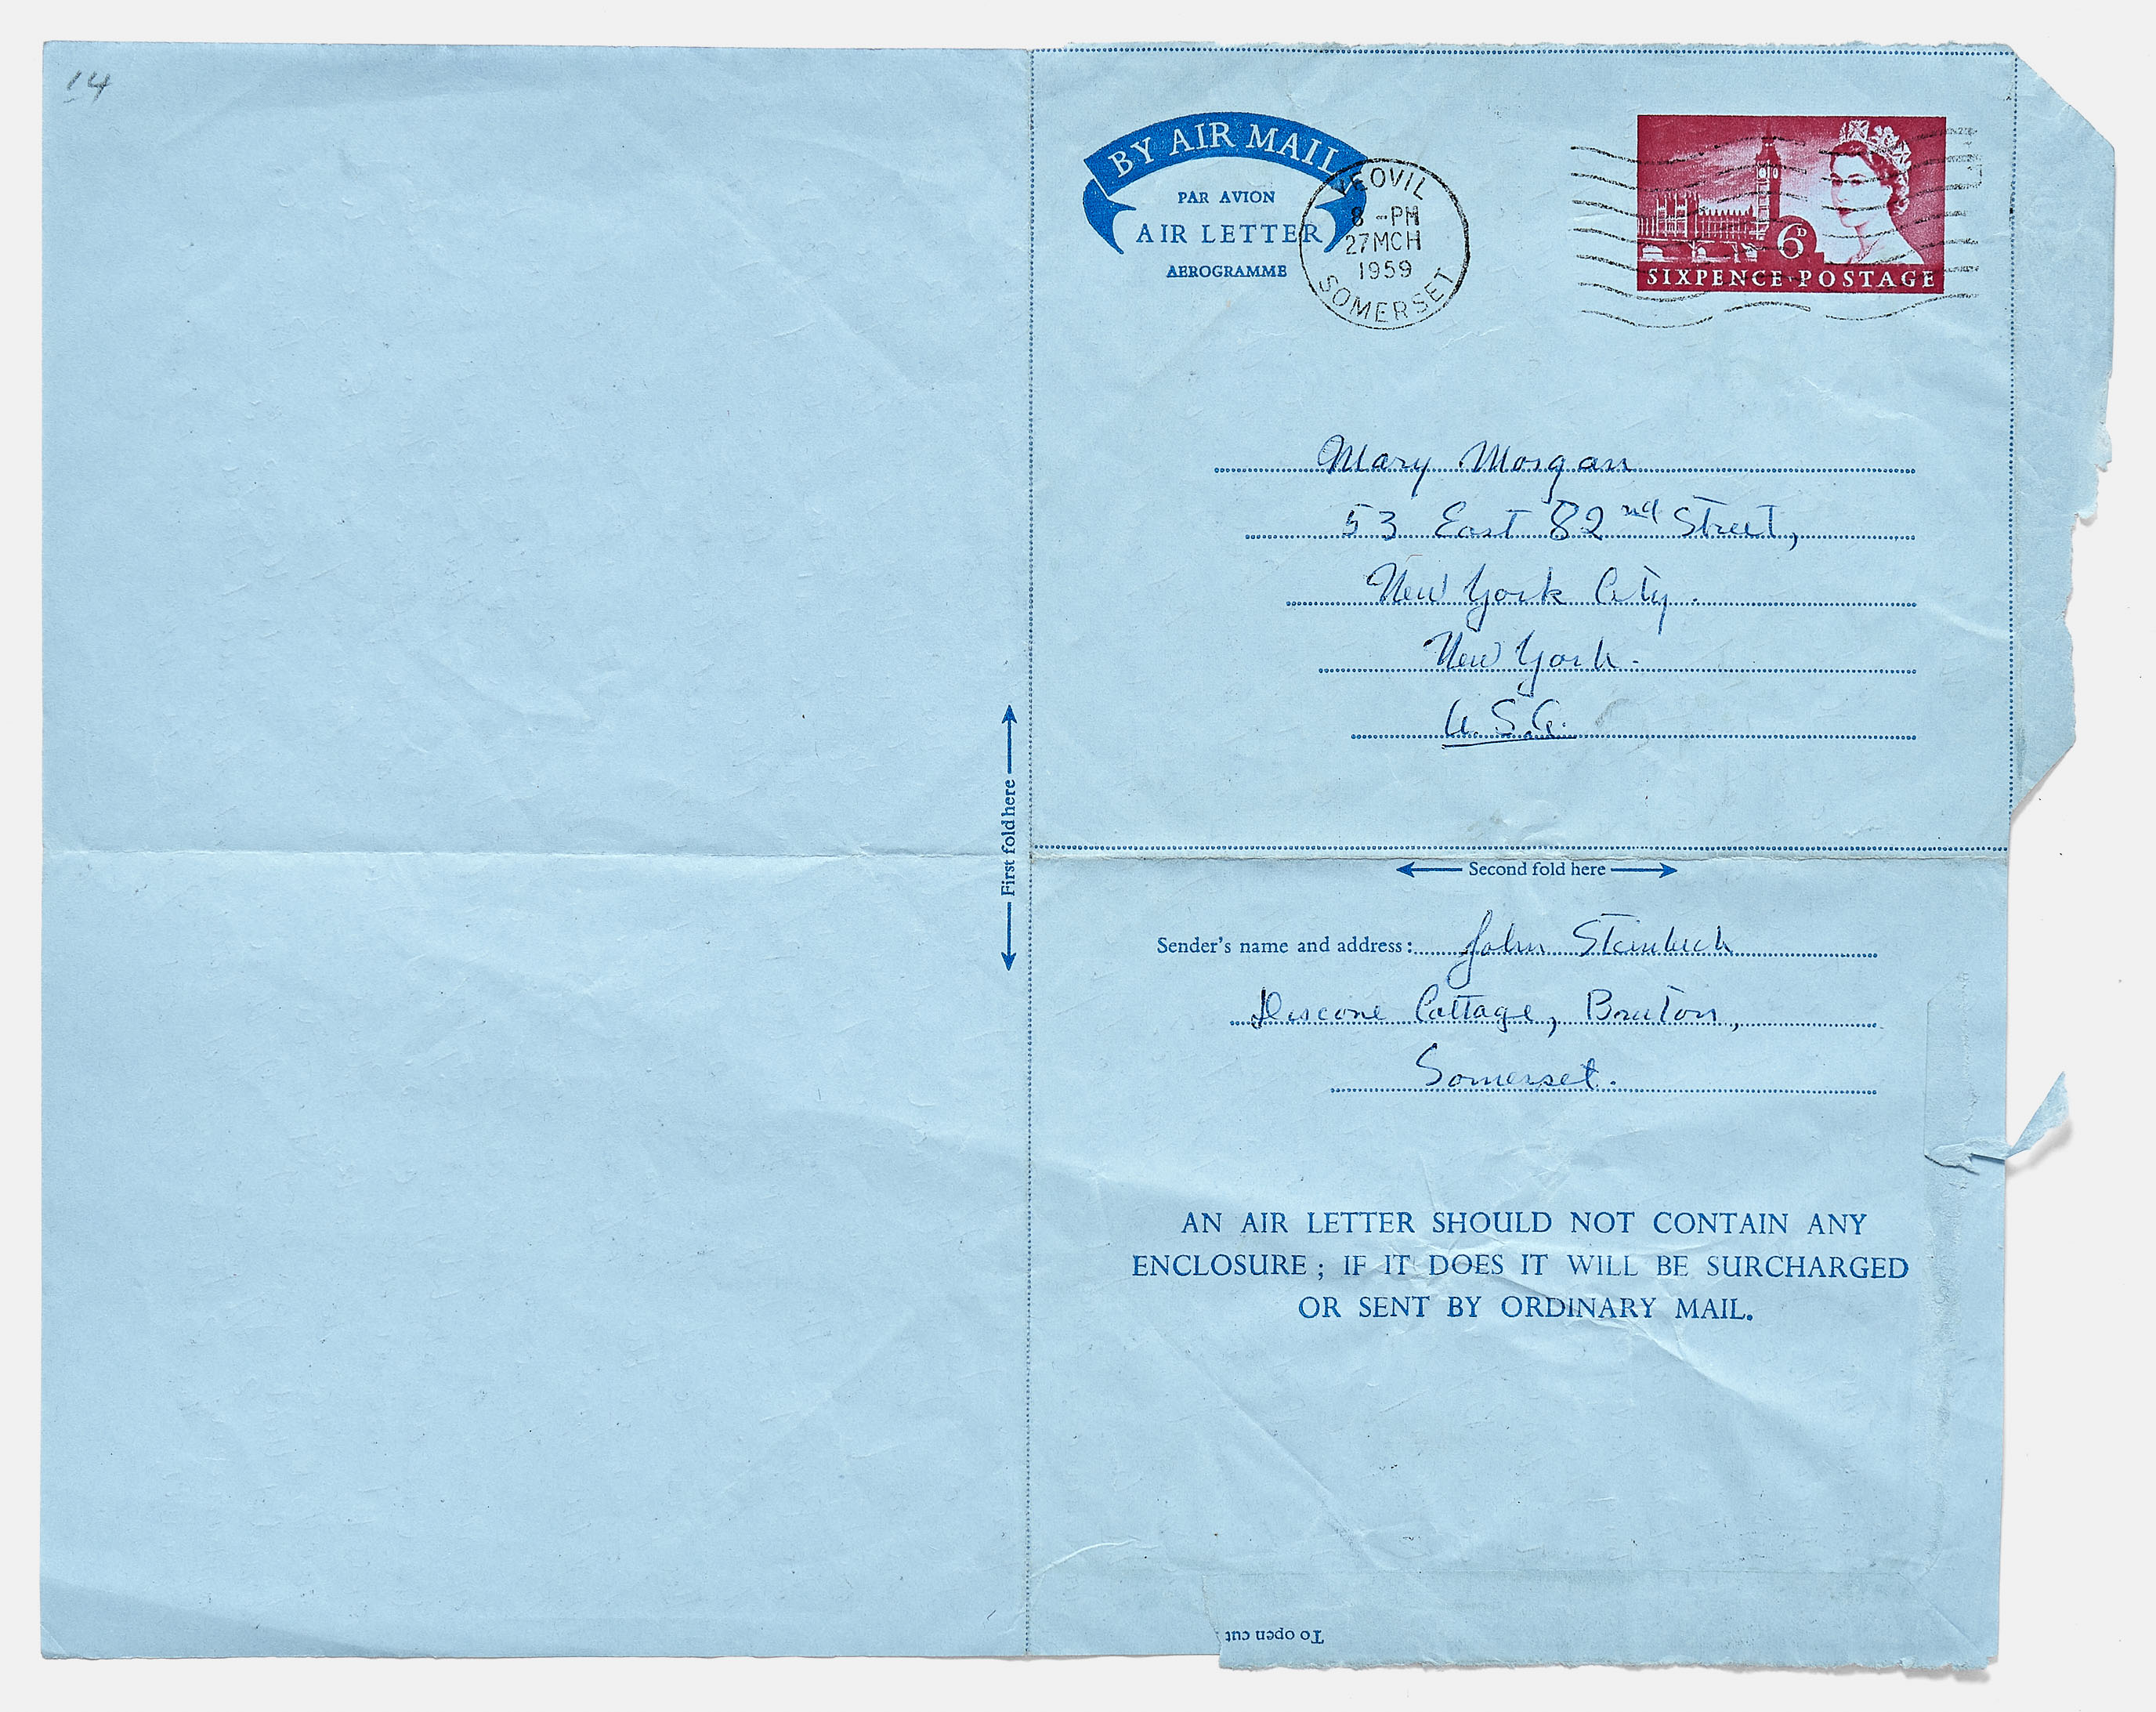 14
BY AIR MAIL
PAR AVION
AIR LETTER
AEROGRAMME
YEOVIL
8 - PM
27 MCH
1959
SOMERSET
6D
SIXPENCE·POSTAGE
Mary Morgan
53 East 82nd Street,
New York City.
New York.
U.S.A.
First fold here
Second fold here
Sender's name and address: John Steinbeck
Discove Cottage, Bruton,
Somerset.
AN AIR LETTER SHOULD NOT CONTAIN ANY
ENCLOSURE ; IF IT DOES IT WILL BE SURCHARGED
OR SENT BY ORDINARY MAIL.
To open cut